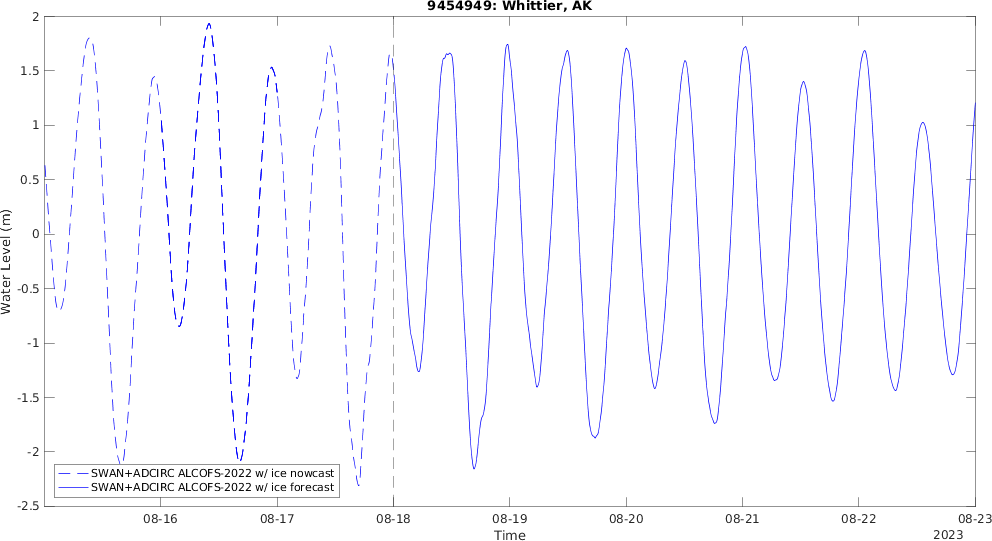 9454949: Whittier, AK
Water Level (m)
2
1.5
1
0.5
0
-0.5
-1
-1.5
-2
-2.5
SWAN+ADCIRC ALCOFS-2022 w/ ice nowcast
SWAN+ADCIRC ALCOFS-2022 w/ ice forecast
08-16 08-17 08-18 08-19 08-20 08-21 08-22 08-23
Time
2023